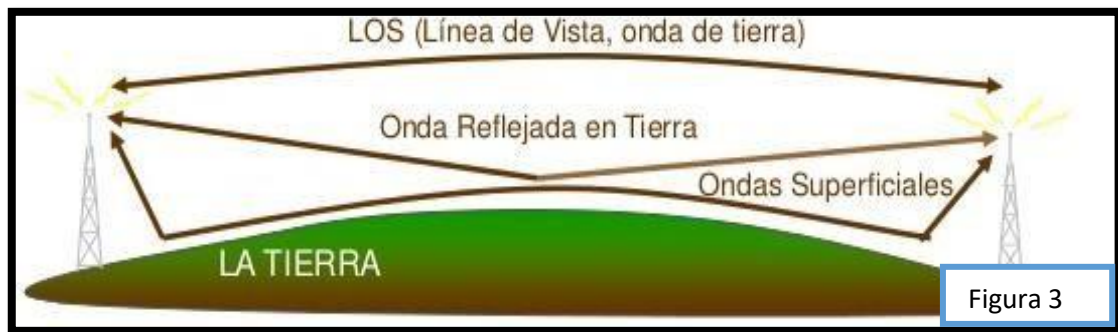 LOS (Línea de Vista, onda de tierra)
Onda Reflejada en Tierra
Ondas Superficiales
LA TIERRA
Figura 3